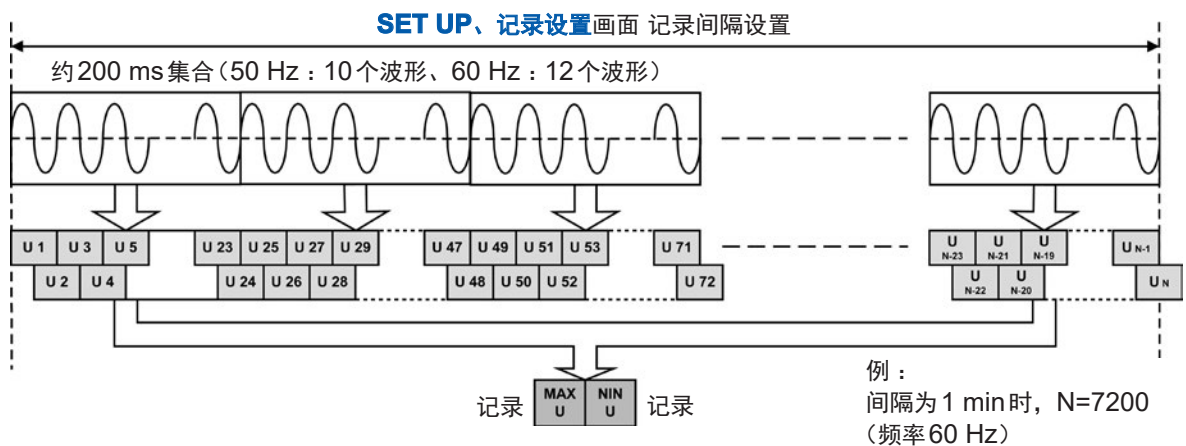 SET UP、记录设置画面 记录间隔设置
约200 ms集合（50 Hz：10个波形、60 Hz：12个波形）
U 1 U 3 U 5 U 23 U 25 U 27 U 29 U 47 U 49 U 51 U 53 U 71 U N-23 U N-21 U N-19 U N-1
U 2 U 4 U 24 U 26 U 28 U 48 U 50 U 52 U 72 U N-22 U N-20 U N
记录 MAX U NIN U 记录
例：
间隔为1 min时，N=7200
（频率60 Hz）